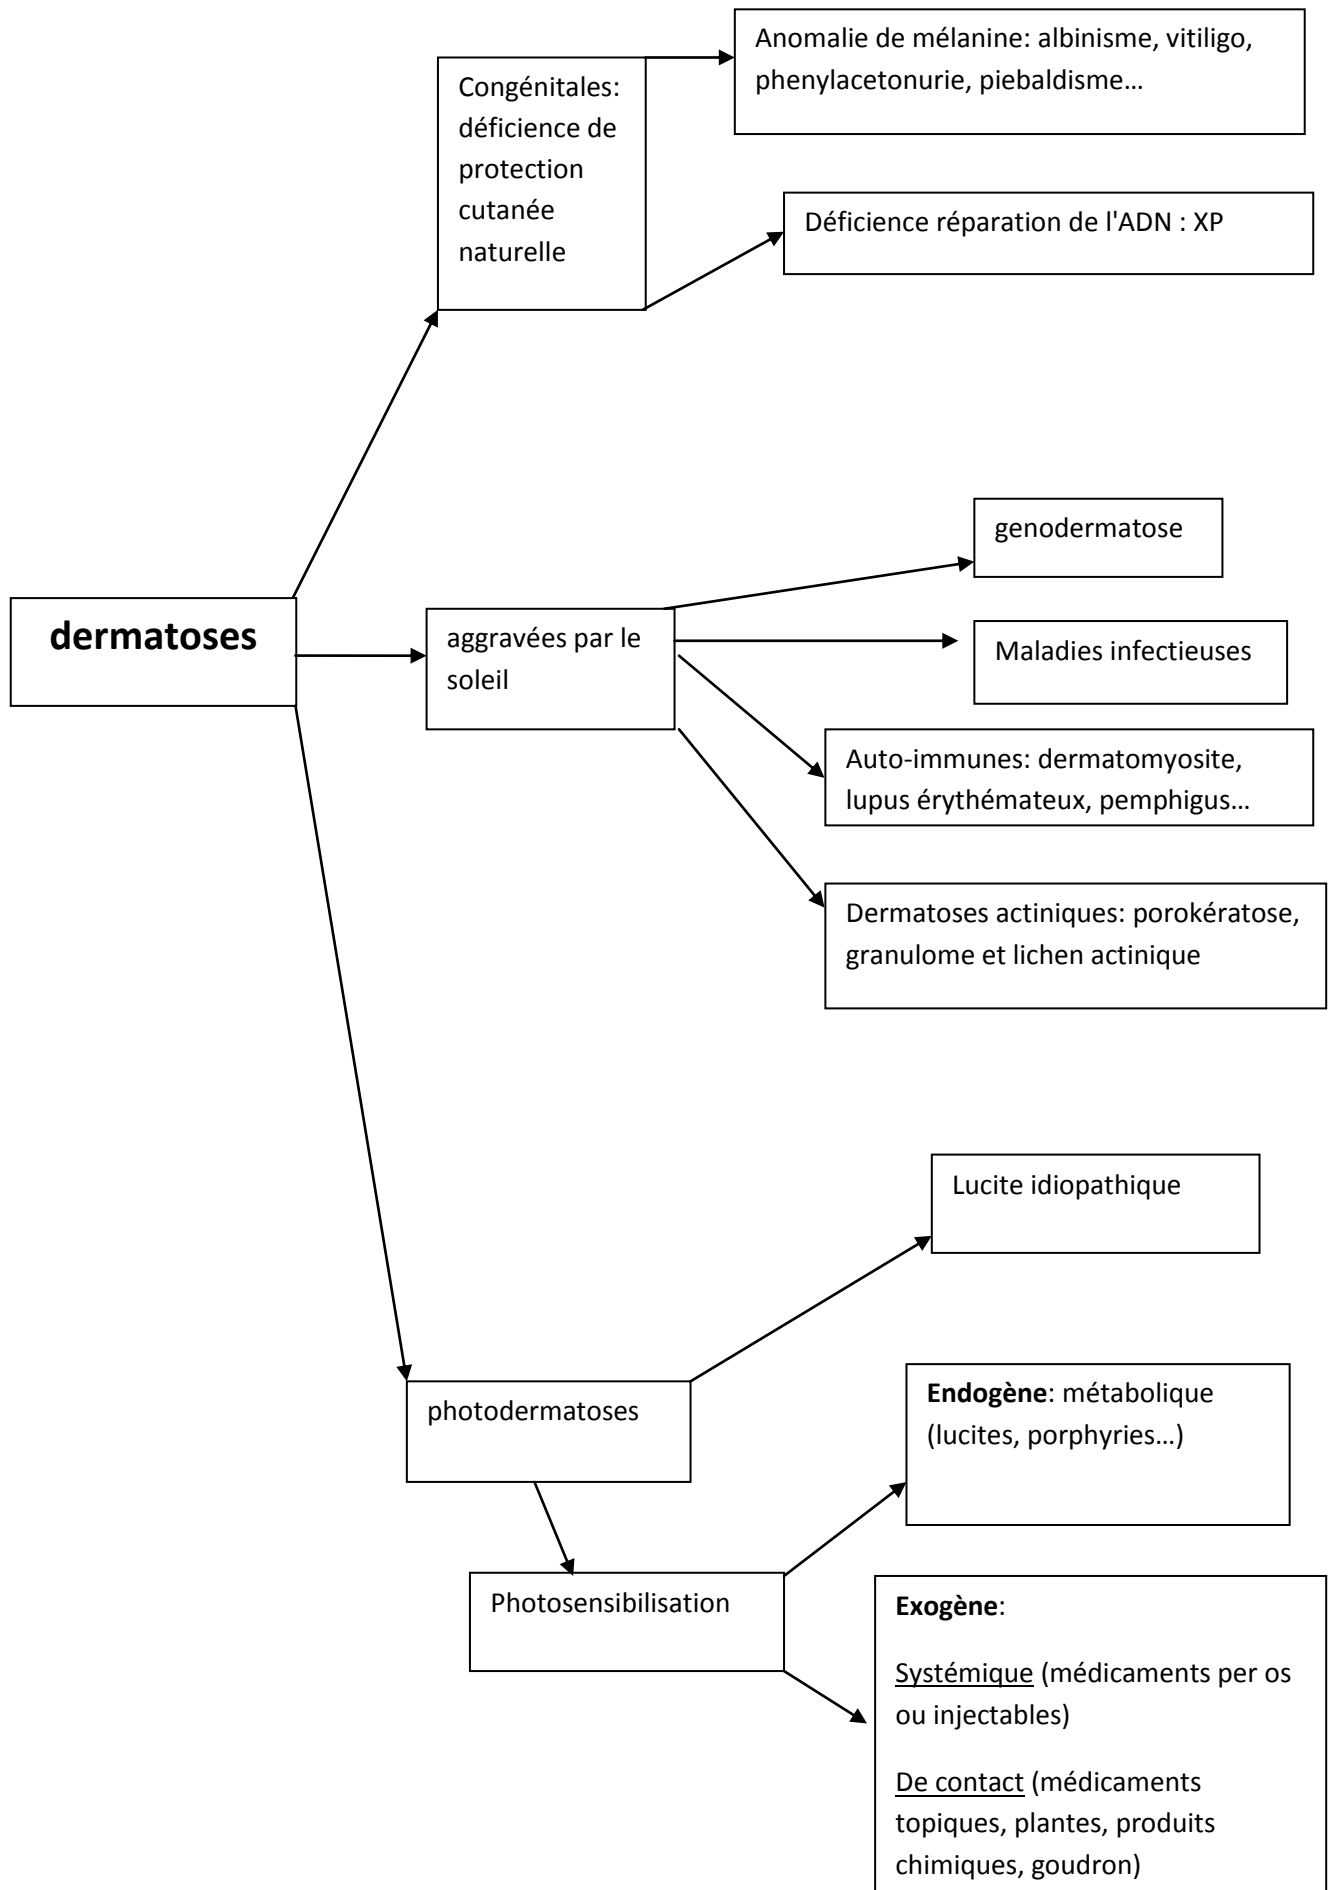 Anomalie de mélanine: albinisme, vitiligo,
phenylacetonurie, piebaldisme…
Congénitales:
déficience de
protection
cutanée
naturelle
Déficience réparation de l'ADN : XP
genodermatose
dermatoses
aggravées par le
soleil
Maladies infectieuses
Auto-immunes: dermatomyosite,
lupus érythémateux, pemphigus…
Dermatoses actiniques: porokératose,
granulome et lichen actinique
Lucite idiopathique
photodermatoses
Endogène: métabolique
(lucites, porphyries…)
Photosensibilisation
Exogène:
Systémique (médicaments per os
ou injectables)
De contact (médicaments
topiques, plantes, produits
chimiques, goudron)